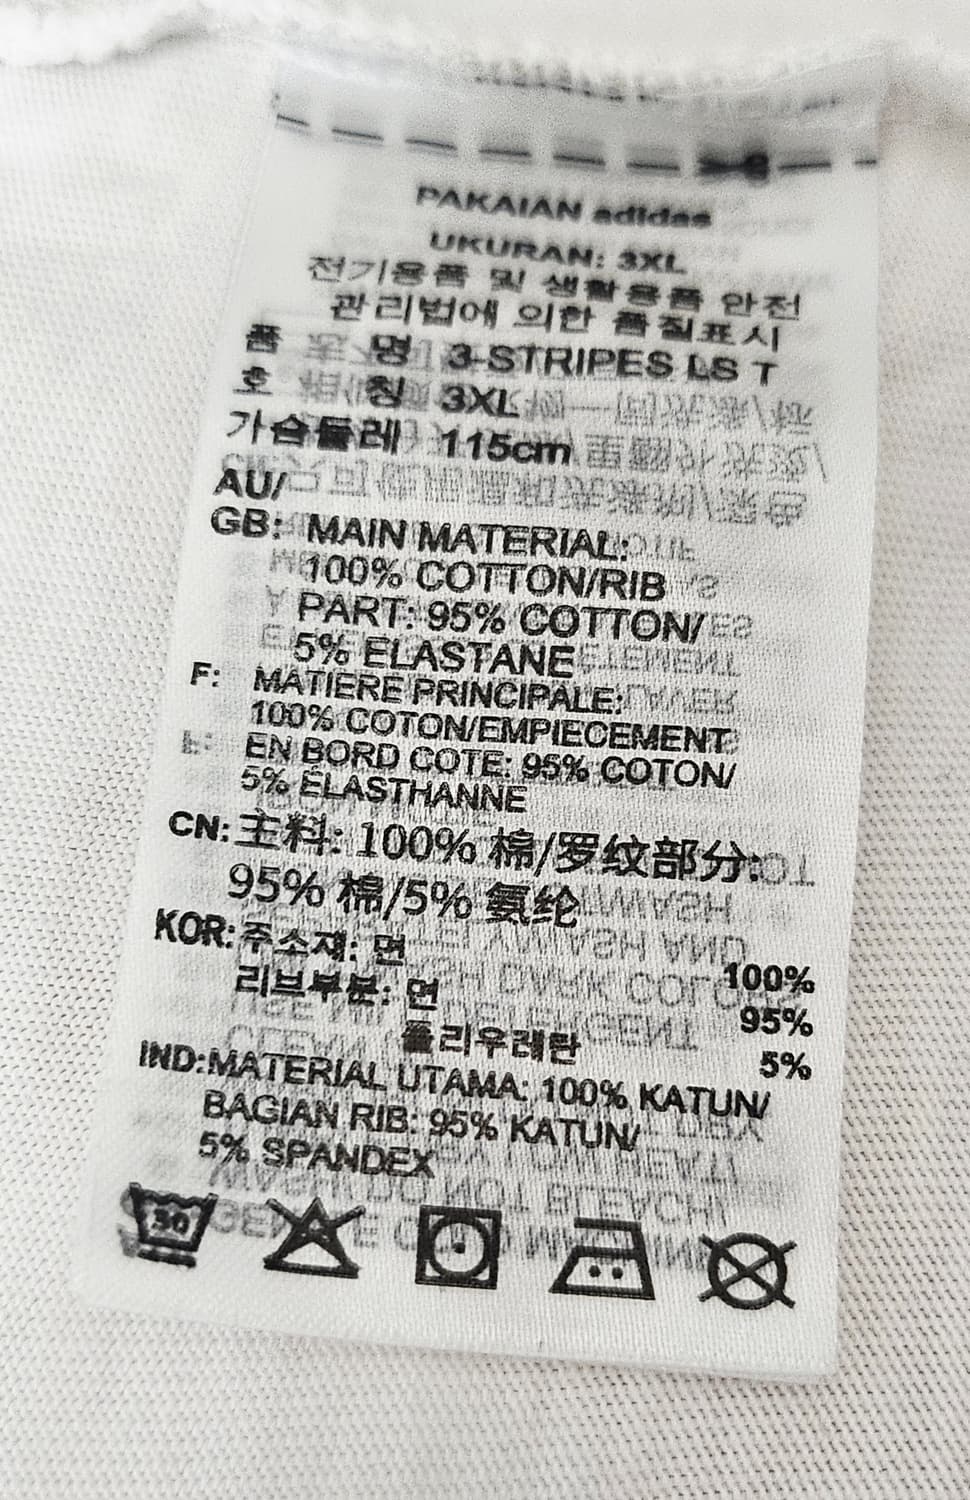 PAKAIAN adidas
UKURAN: 3XL
전기용품 및 생활용품 안전
관리법에 의한 품질표시
품 명 3-STRIPES LS T
호 칭 3XL
가슴둘레 115cm
AU/
GB: MAIN MATERIAL:
100% COTTON/RIB
PART: 95% COTTON/
5% ELASTANE
F: MATIÈRE PRINCIPALE:
100% COTON/EMPIECEMENT
EN BORD COTE: 95% COTON/
5% ÉLASTHANNE
CN: 主料: 100% 棉/罗纹部分:
95% 棉/5% 氨纶
KOR: 주소재: 면 100%
리브부분: 면 95%
폴리우레탄 5%
IND: MATERIAL UTAMA: 100% KATUN/
BAGIAN RIB: 95% KATUN/
5% SPANDEX
30